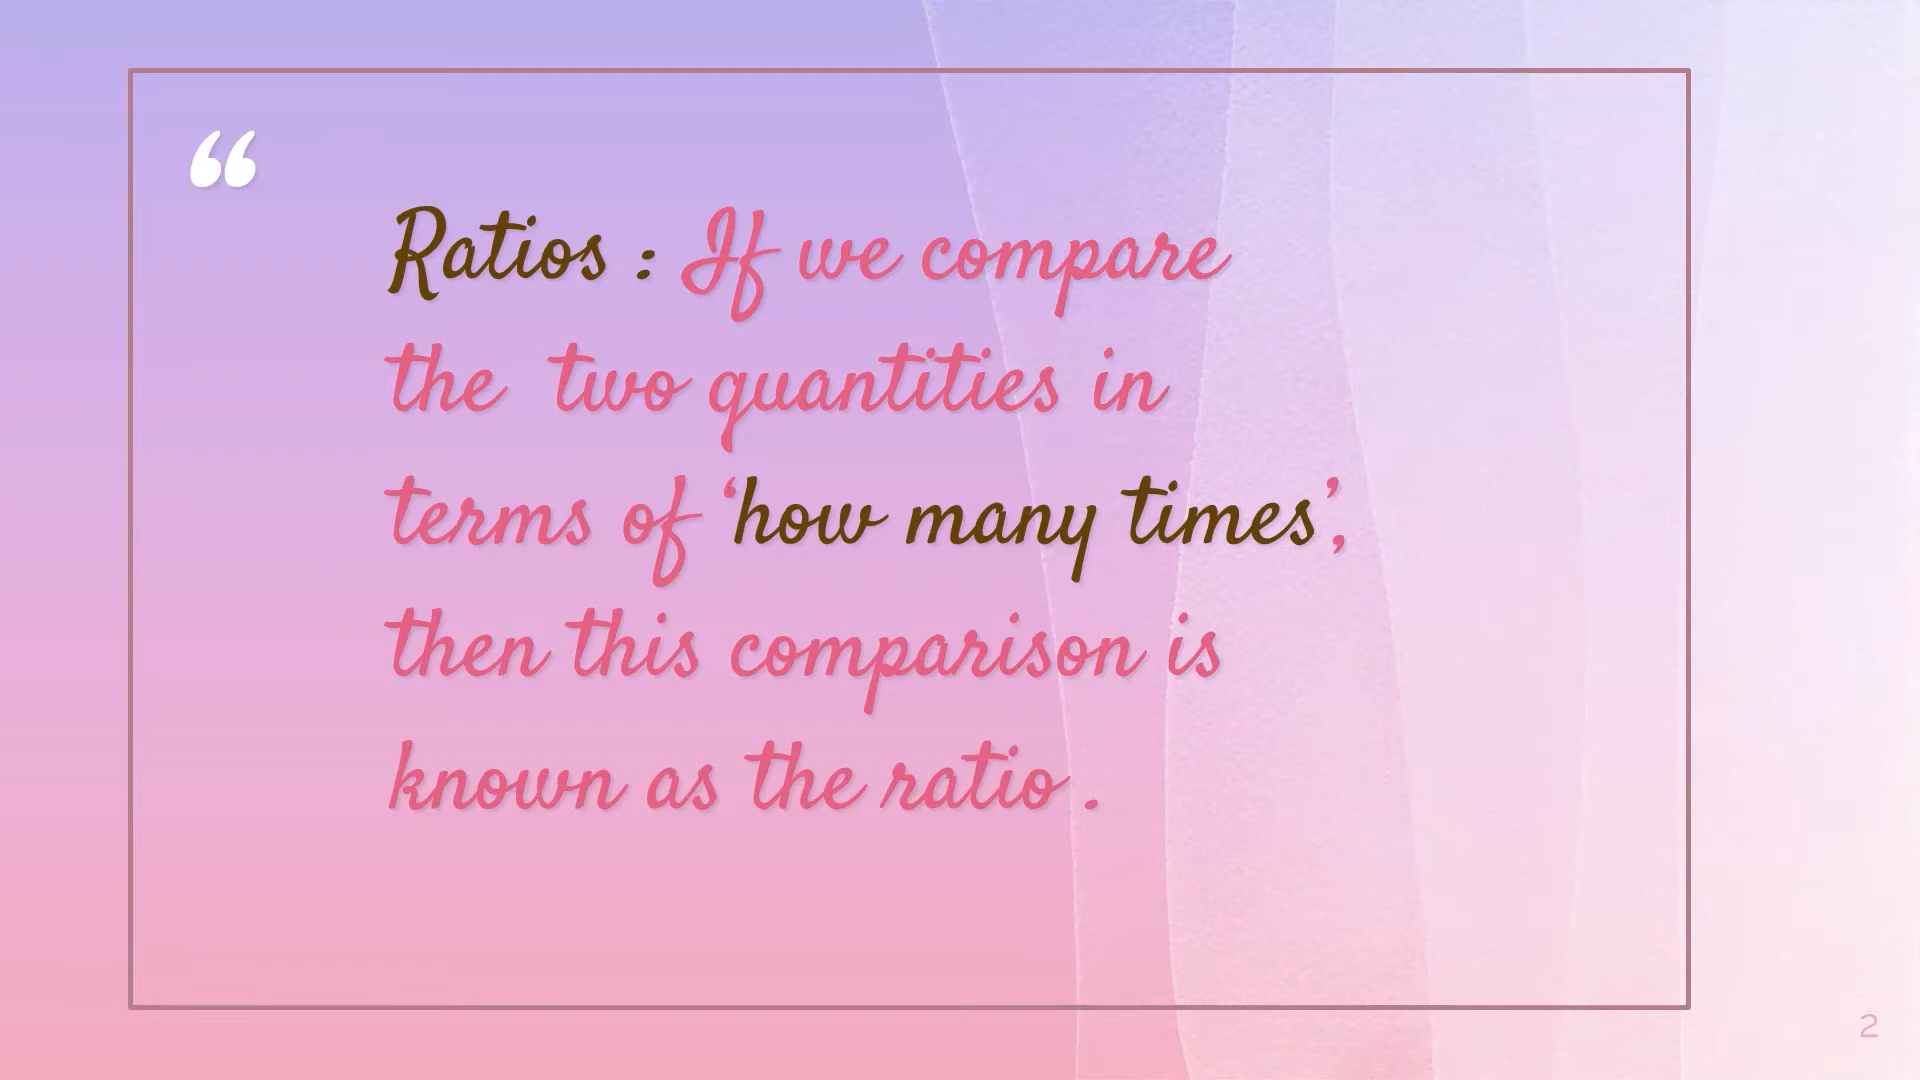 “
Ratios : If we compare
the two quantities in
terms of ‘how many times’,
then this comparison is
known as the ratio .
2